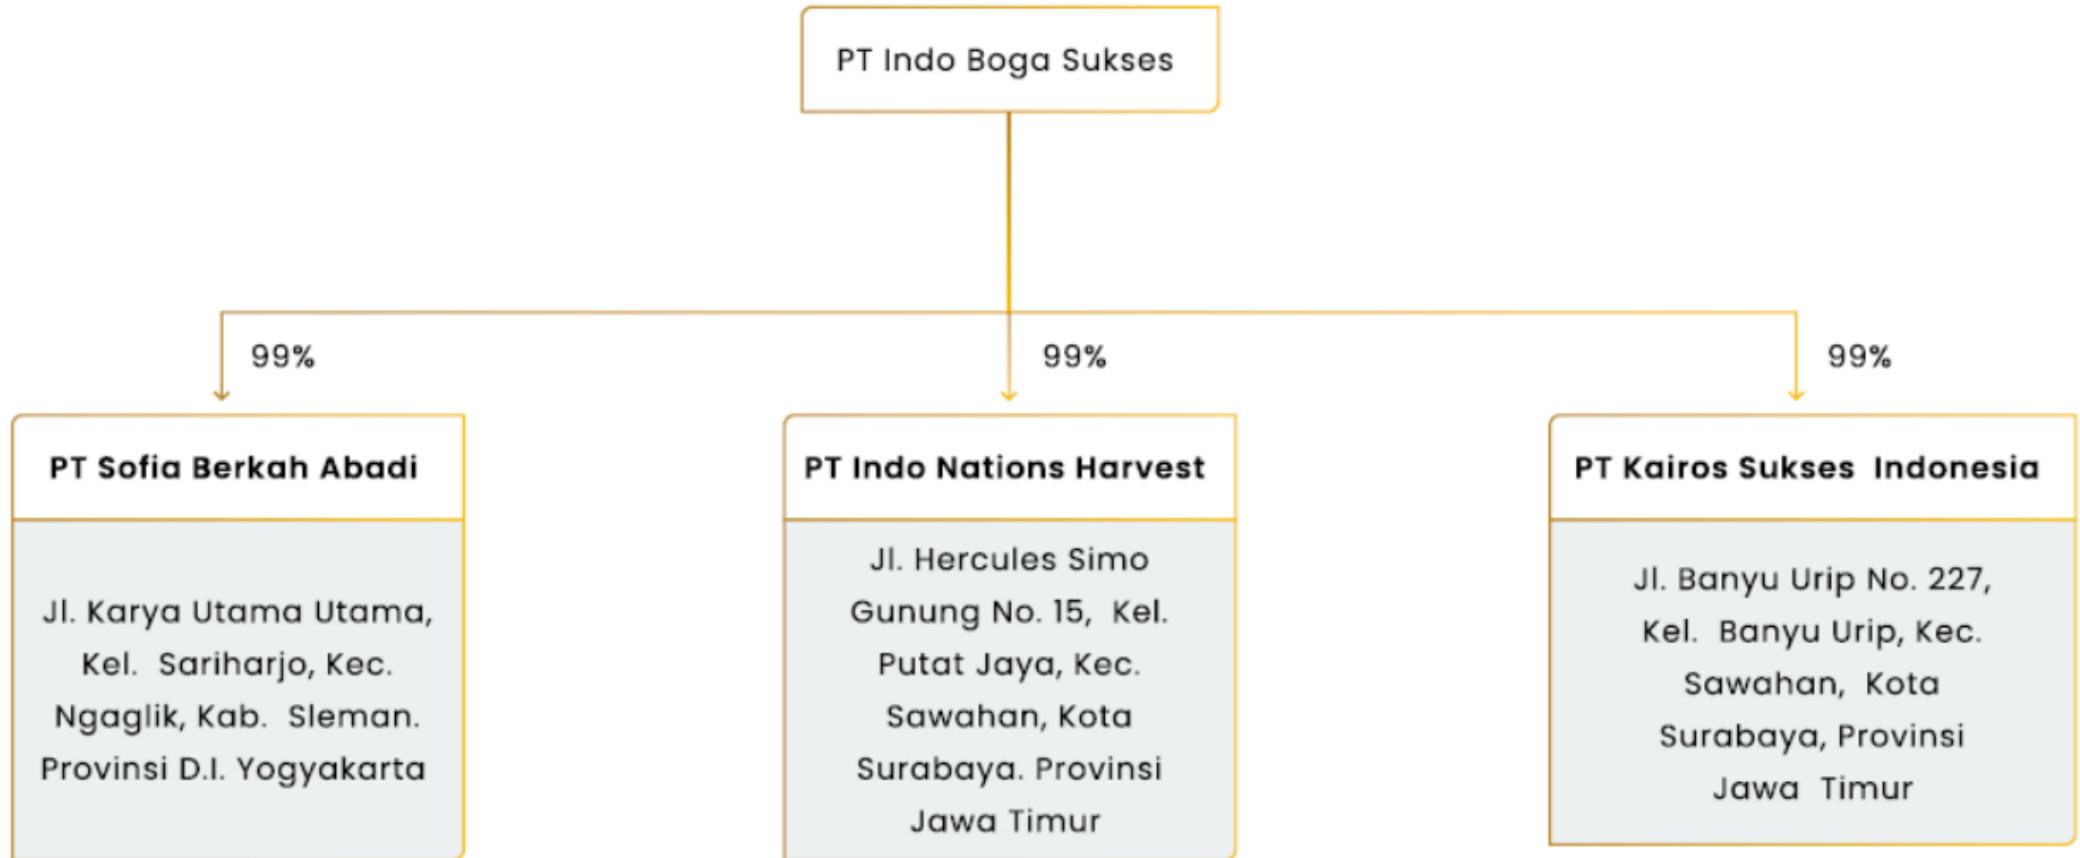 PT Indo Boga Sukses
99%
99%
99%
PT Sofia Berkah Abadi
Jl. Karya Utama Utama,
Kel. Sariharjo, Kec.
Ngaglik, Kab. Sleman.
Provinsi D.I. Yogyakarta
PT Indo Nations Harvest
Jl. Hercules Simo
Gunung No. 15, Kel.
Putat Jaya, Kec.
Sawahan, Kota
Surabaya. Provinsi
Jawa Timur
PT Kairos Sukses Indonesia
Jl. Banyu Urip No. 227,
Kel. Banyu Urip, Kec.
Sawahan, Kota
Surabaya, Provinsi
Jawa Timur